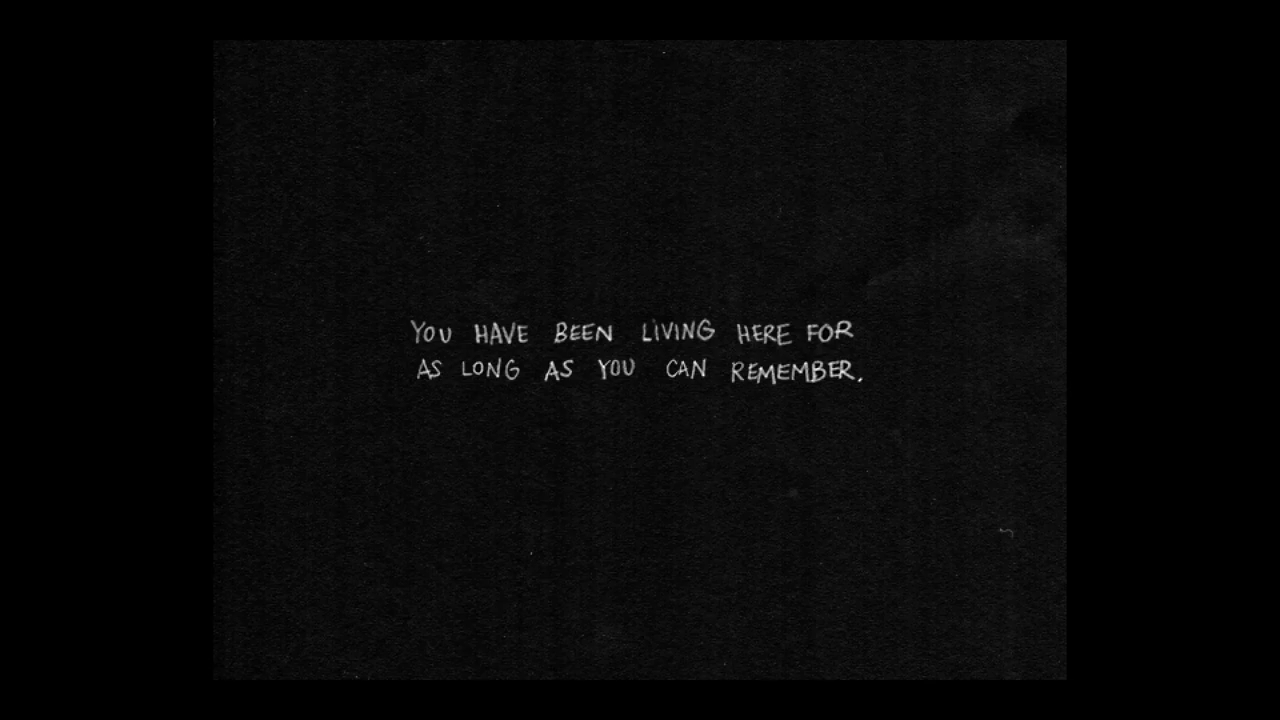 YOU HAVE BEEN LIVING HERE FOR
AS LONG AS YOU CAN REMEMBER.